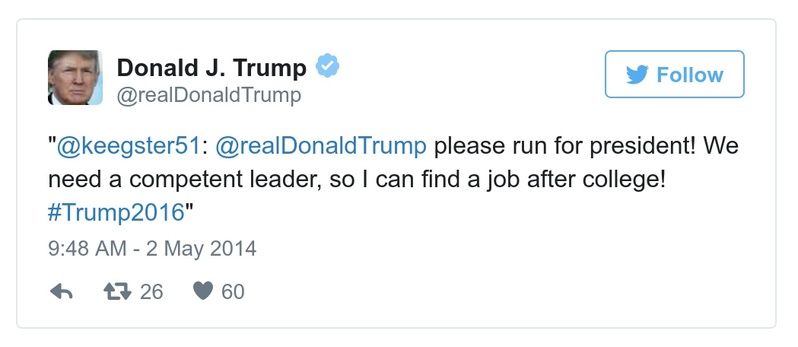 Donald J. Trump
@realDonaldTrump
Follow
"@keegster51: @realDonaldTrump please run for president! We
need a competent leader, so I can find a job after college!
#Trump2016"
9:48 AM - 2 May 2014
26 60